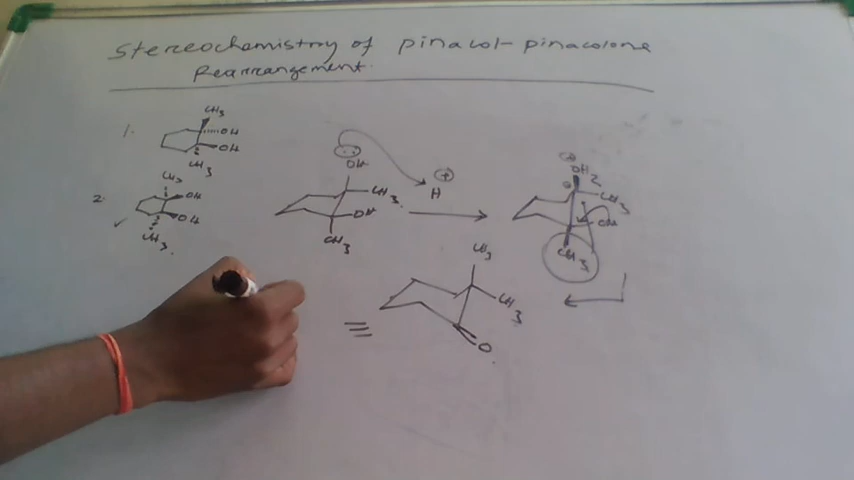 Stereochemistry of pinacol-pinacolone
Rearrangement.
1.
CH3
OH
OH
CH3
2.
CH3
OH
OH
CH3.
OH
CH3.
OH
CH3
H
⊕
⊕
OH2
CH3
OH
CH3
CH3
CH3
O